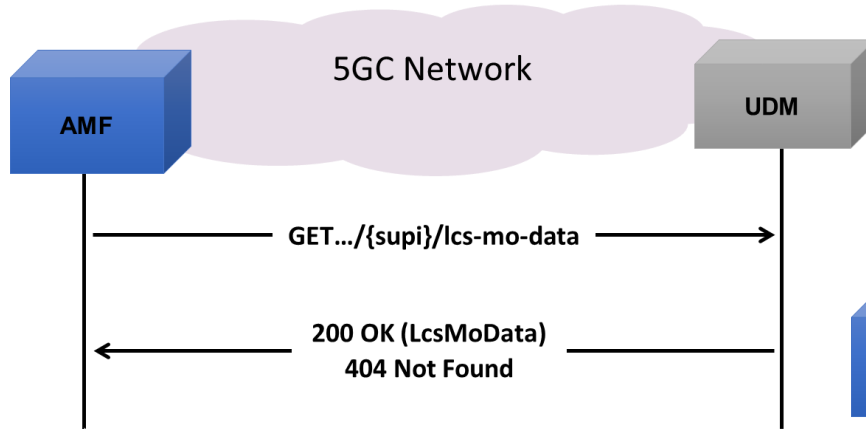 5GC Network
AMF
UDM
GET.../{supi}/lcs-mo-data
200 OK (LcsMoData)
404 Not Found